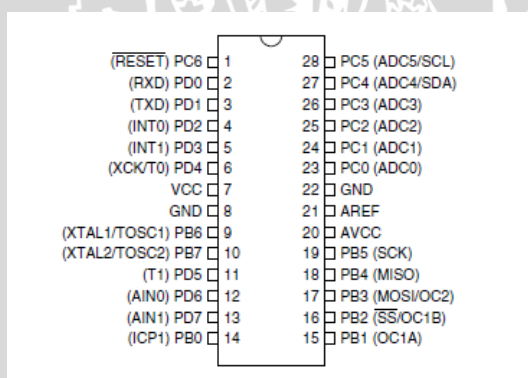 (RESET) PC6 1 28 PC5 (ADC5/SCL)
(RXD) PD0 2 27 PC4 (ADC4/SDA)
(TXD) PD1 3 26 PC3 (ADC3)
(INT0) PD2 4 25 PC2 (ADC2)
(INT1) PD3 5 24 PC1 (ADC1)
(XCK/T0) PD4 6 23 PC0 (ADC0)
VCC 7 22 GND
GND 8 21 AREF
(XTAL1/TOSC1) PB6 9 20 AVCC
(XTAL2/TOSC2) PB7 10 19 PB5 (SCK)
(T1) PD5 11 18 PB4 (MISO)
(AIN0) PD6 12 17 PB3 (MOSI/OC2)
(AIN1) PD7 13 16 PB2 (SS/OC1B)
(ICP1) PB0 14 15 PB1 (OC1A)